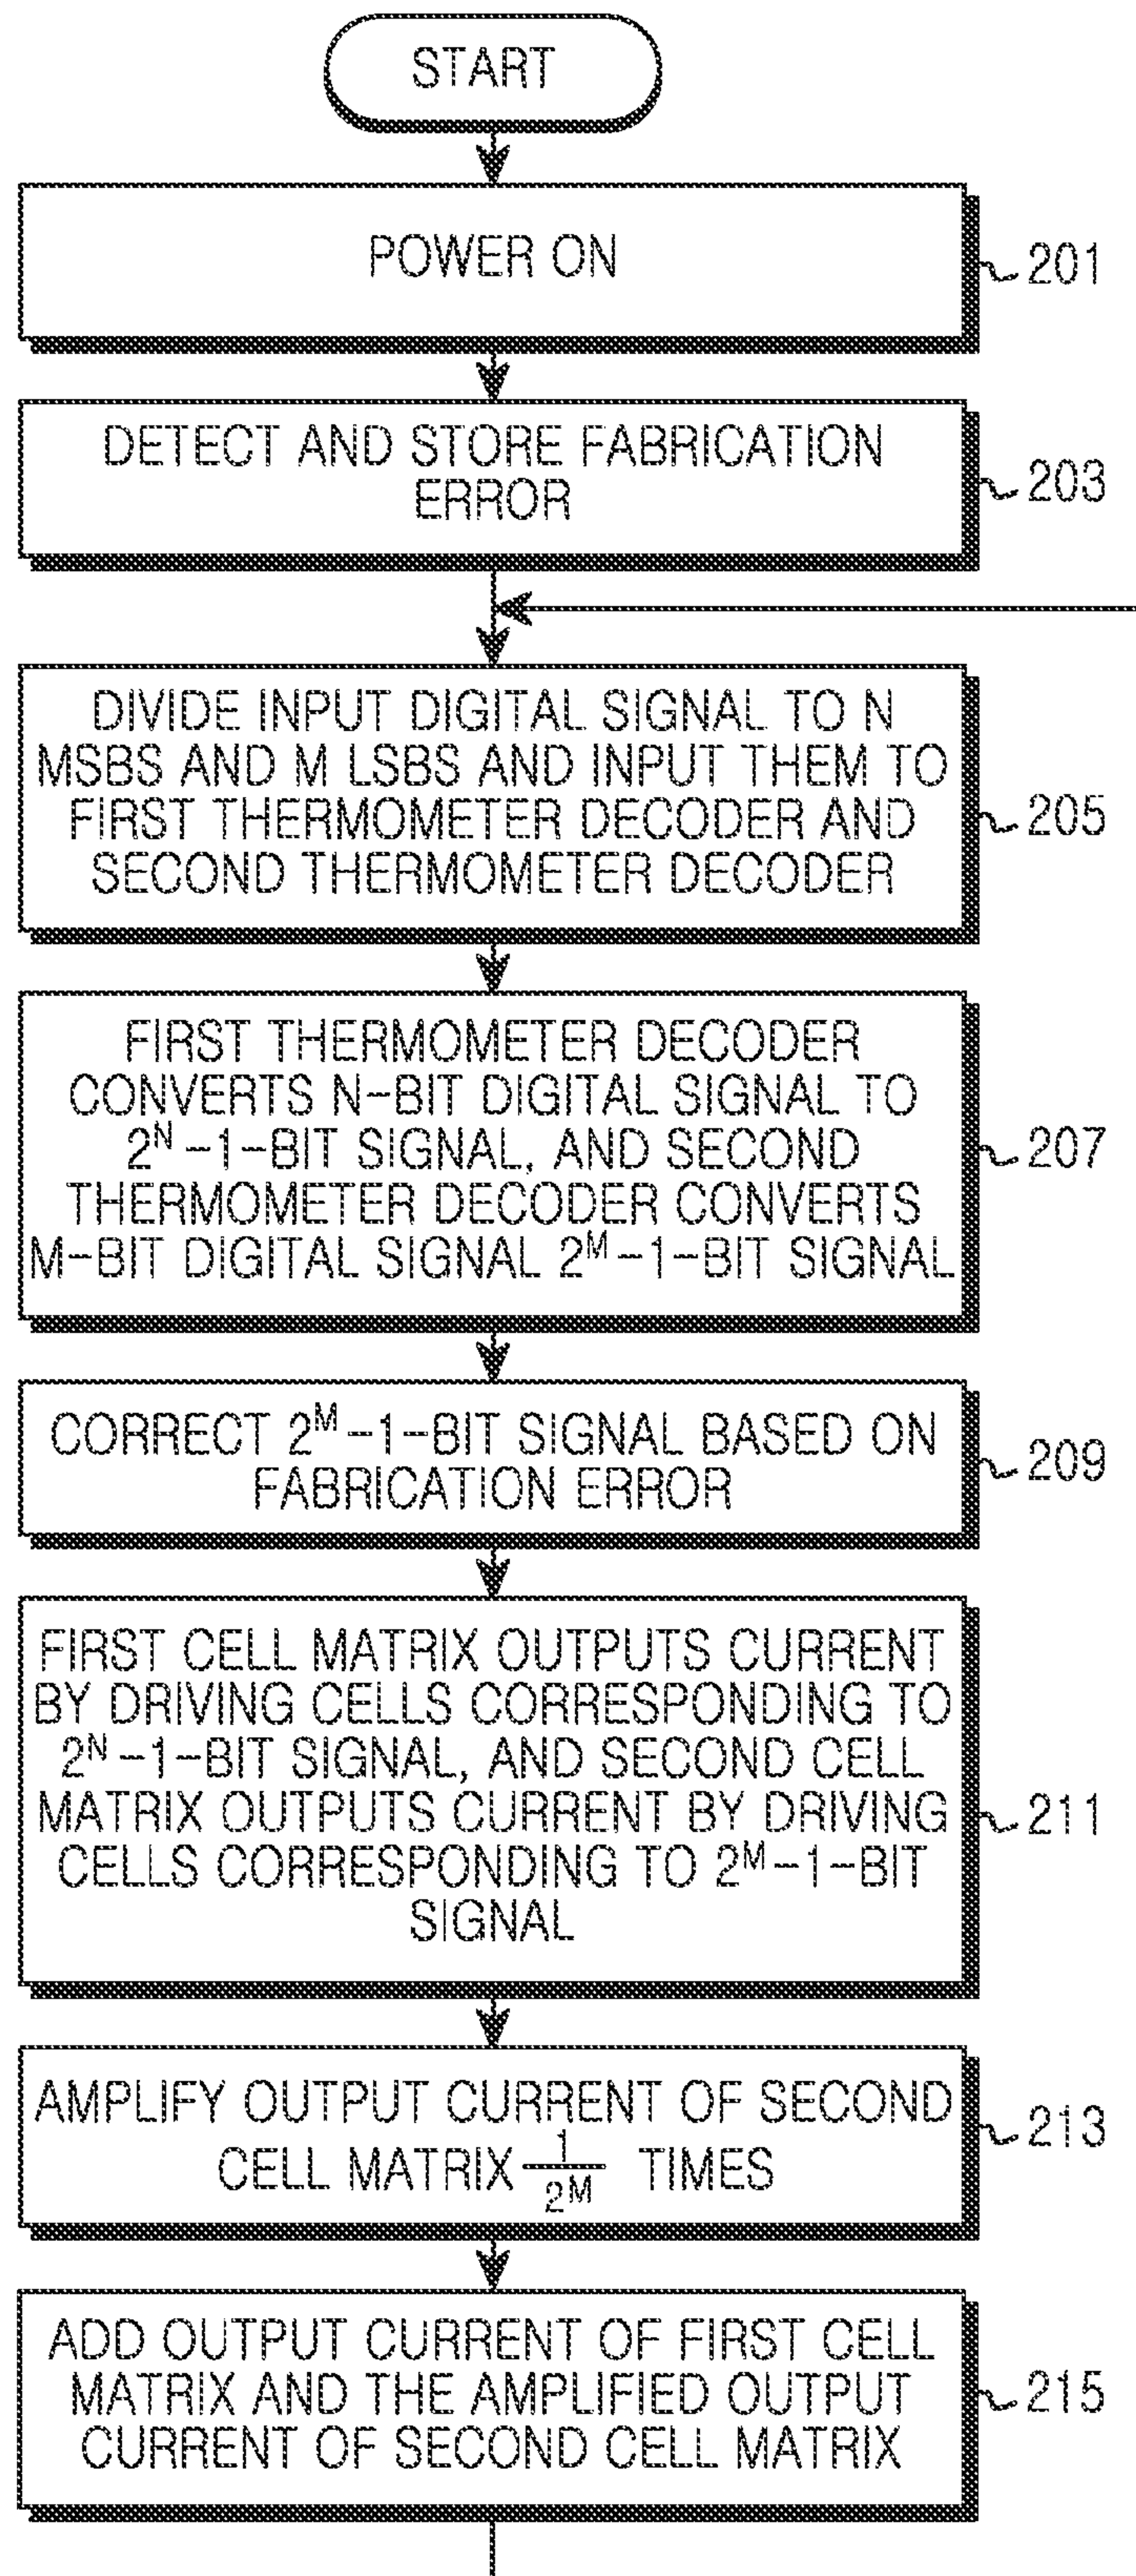 START
POWER ON
201
DETECT AND STORE FABRICATION
ERROR
203
DIVIDE INPUT DIGITAL SIGNAL TO N
MSBS AND M LSBS AND INPUT THEM TO
FIRST THERMOMETER DECODER AND
SECOND THERMOMETER DECODER
205
FIRST THERMOMETER DECODER
CONVERTS N-BIT DIGITAL SIGNAL TO
2^N-1-BIT SIGNAL, AND SECOND
THERMOMETER DECODER CONVERTS
M-BIT DIGITAL SIGNAL 2^M-1-BIT SIGNAL
207
CORRECT 2^M-1-BIT SIGNAL BASED ON
FABRICATION ERROR
209
FIRST CELL MATRIX OUTPUTS CURRENT
BY DRIVING CELLS CORRESPONDING TO
2^N-1-BIT SIGNAL, AND SECOND CELL
MATRIX OUTPUTS CURRENT BY DRIVING
CELLS CORRESPONDING TO 2^M-1-BIT
SIGNAL
211
AMPLIFY OUTPUT CURRENT OF SECOND
CELL MATRIX 1/2^M TIMES
213
ADD OUTPUT CURRENT OF FIRST CELL
MATRIX AND THE AMPLIFIED OUTPUT
CURRENT OF SECOND CELL MATRIX
215